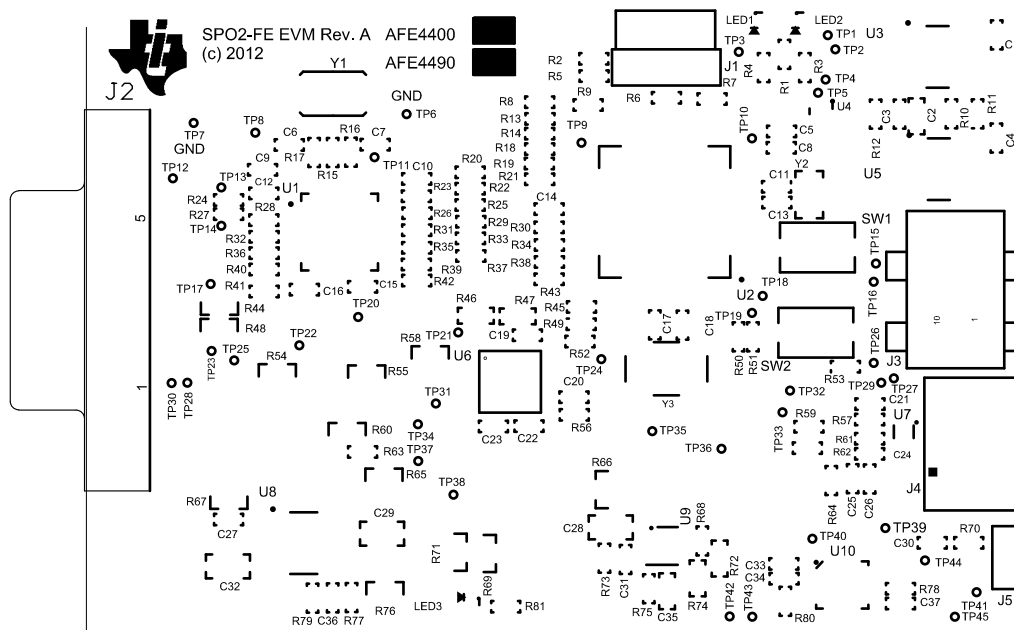 SPO2-FE EVM Rev. A AFE4400
(c) 2012 AFE4490
J2
Y1
GND
TP6
TP7
GND
TP8
C6
R16
C7
R17
R15
TP11
C10
TP12
C9
TP13
C12
U1
R24
R27
R28
TP14
R32
R36
R40
R41
TP17
C16
C15
TP20
R44
R48
TP22
TP23
TP25
R54
5
1
TP30
TP28
R2
R5
R9
R8
R13
R14
R18
R19
R21
TP9
R20
R23
R22
R25
R26
R29
R31
R33
R35
R37
R39
R42
C14
R30
R34
R38
R43
R46
R47
R45
R49
C19
TP21
R58
U6
R52
TP24
R55
C20
R56
TP31
TP34
TP37
R60
R63
R65
C23
C22
TP38
J1
R6
R7
TP3
LED1
LED2
R4
R1
R3
TP1
TP2
TP4
TP5
U4
U3
TP10
C5
C8
Y2
C11
C13
C3
C2
R10
R11
R12
C4
C
U5
SW1
TP15
TP16
TP18
U2
TP19
C17
C18
R50
R51
SW2
TP26
10
1
J3
R53
TP29
TP27
Y3
TP32
TP33
R59
C21
R57
R61
R62
U7
C24
TP35
TP36
J4
R64
C25
C26
R67
U8
C27
C29
C32
R76
R79
C36
R77
R71
R69
LED3
R81
R66
C28
U9
R68
R72
R73
C31
R75
C35
R74
TP42
TP43
TP40
U10
C33
C34
R80
TP39
C30
R70
TP44
R78
C37
TP41
TP45
J5